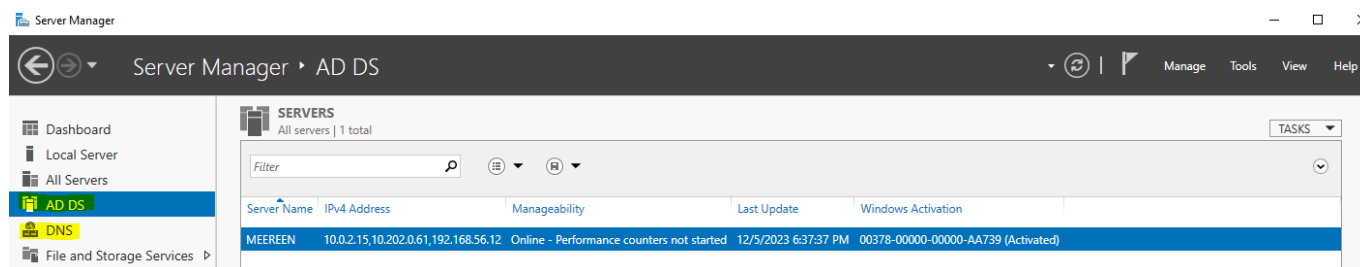 Server Manager
Server Manager • AD DS
Manage Tools View Help
Dashboard
Local Server
All Servers
AD DS
DNS
File and Storage Services
SERVERS
All servers | 1 total
TASKS
Filter
Server Name IPv4 Address Manageability Last Update Windows Activation
MEEREEN 10.0.2.15,10.202.0.61,192.168.56.12 Online - Performance counters not started 12/5/2023 6:37:37 PM 00378-00000-00000-AA739 (Activated)